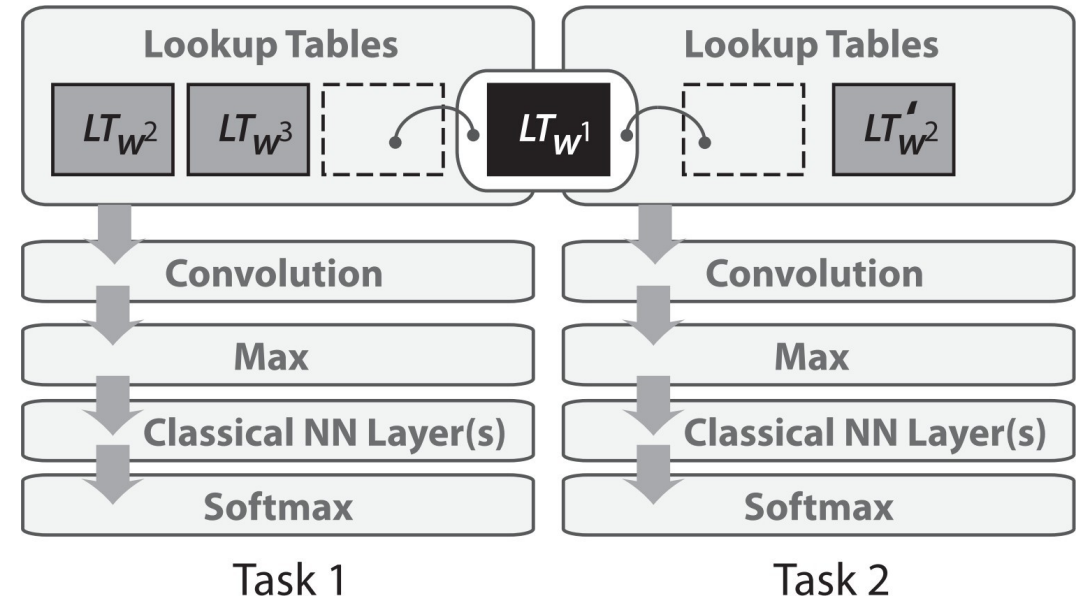 Lookup Tables Lookup Tables
LT_W² LT_W³ LT_W¹ LT′_W²
Convolution Convolution
Max Max
Classical NN Layer(s) Classical NN Layer(s)
Softmax Softmax
Task 1 Task 2